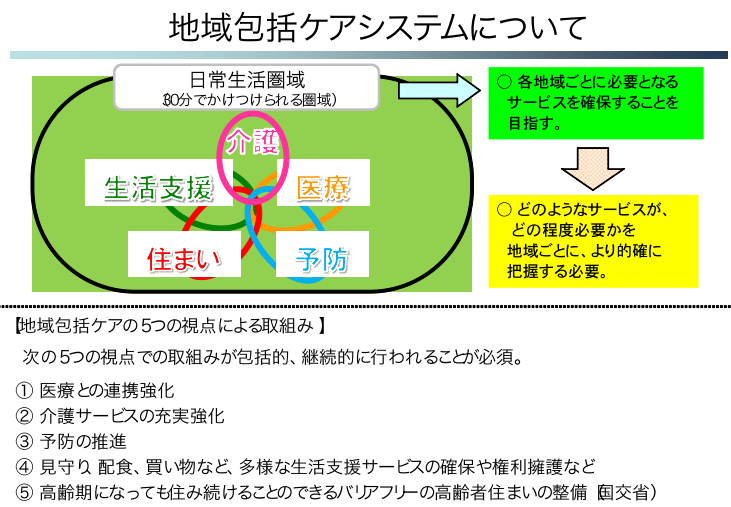 地域包括ケアシステムについて
日常生活圏域
（30分でかけつけられる圏域）
介護
生活支援
医療
住まい
予防
○ 各地域ごとに必要となる
サービスを確保することを
目指す。
○ どのようなサービスが、
どの程度必要かを
地域ごとに、より的確に
把握する必要。
【地域包括ケアの５つの視点による取組み】
次の５つの視点での取組みが包括的、継続的に行われることが必須。
① 医療との連携強化
② 介護サービスの充実強化
③ 予防の推進
④ 見守り、配食、買い物など、多様な生活支援サービスの確保や権利擁護など
⑤ 高齢期になっても住み続けることのできるバリアフリーの高齢者住まいの整備（国交省）